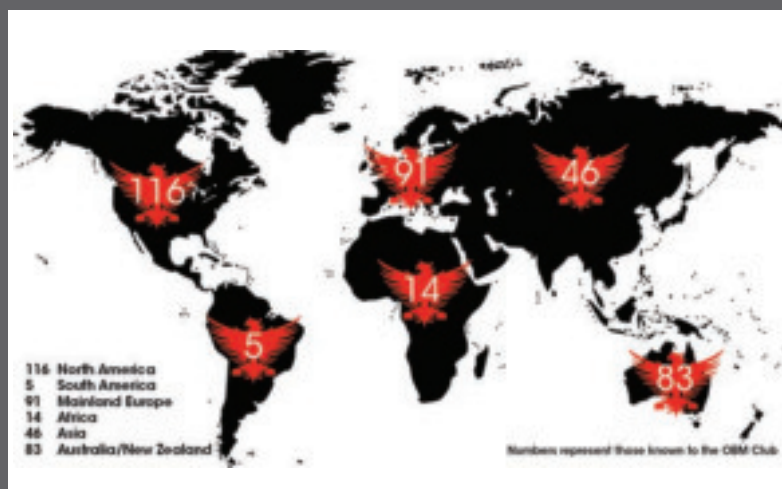 116
91
46
14
5
83
116 North America
5 South America
91 Mainland Europe
14 Africa
46 Asia
83 Australia/New Zealand
Numbers represent those known to the OBM Club